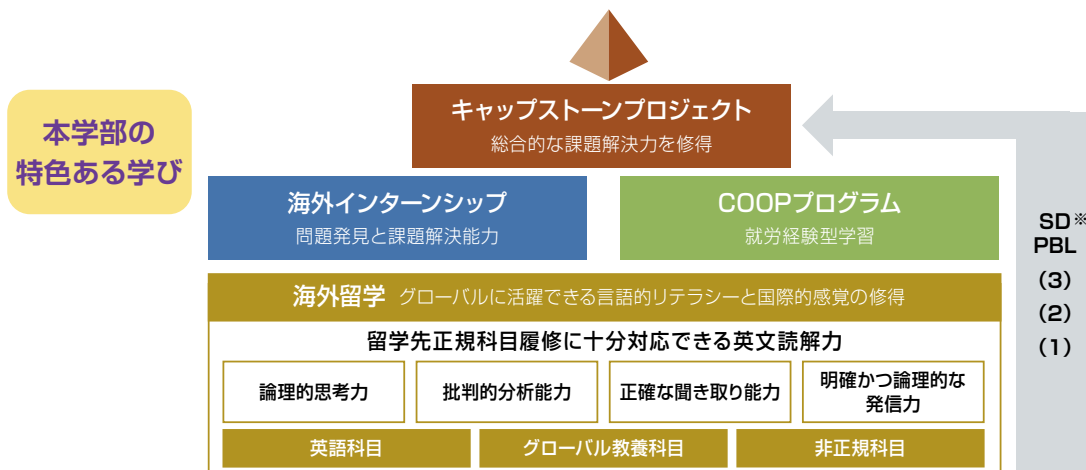 本学部の
特色ある学び
キャップストーンプロジェクト
総合的な課題解決力を修得
海外インターンシップ
問題発見と課題解決能力
COOPプログラム
就労経験型学習
海外留学 グローバルに活躍できる言語的リテラシーと国際的感覚の修得
留学先正規科目履修に十分対応できる英文読解力
論理的思考力
批判的分析能力
正確な聞き取り能力
明確かつ論理的な
発信力
英語科目
グローバル教養科目
非正規科目
SD※
PBL
(3)
(2)
(1)